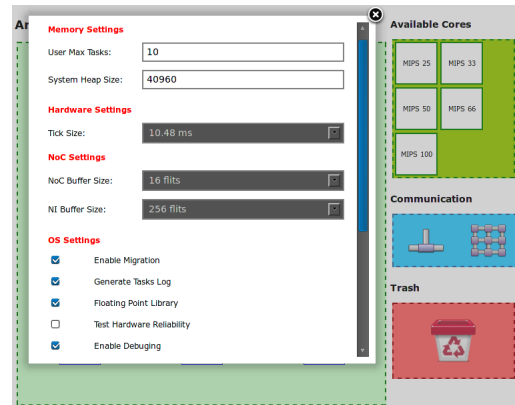 Ar
Memory Settings
User Max Tasks: 10
System Heap Size: 40960
Hardware Settings
Tick Size: 10.48 ms
NoC Settings
NoC Buffer Size: 16 flits
NI Buffer Size: 256 flits
OS Settings
Enable Migration
Generate Tasks Log
Floating Point Library
Test Hardware Reliability
Enable Debuging
Available Cores
MIPS 25 MIPS 33
MIPS 50 MIPS 66
MIPS 100
Communication
Trash